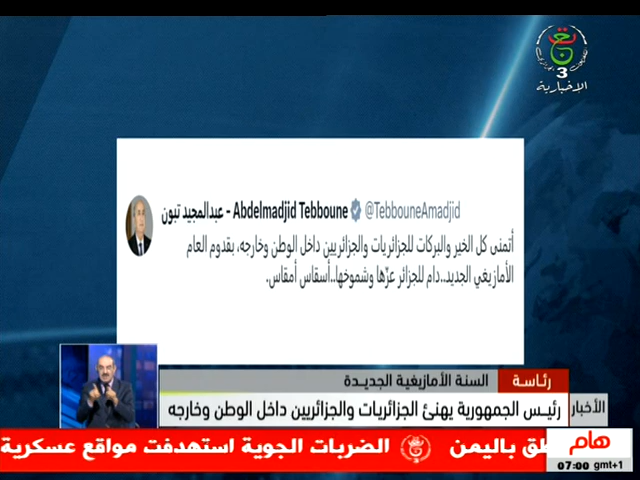 3
الإخبارية
عبدالمجيد تبون - Abdelmadjid Tebboune @TebbouneAmadjid
أتمنى كل الخير والبركات للجزائريات والجزائريين داخل الوطن وخارجه، بقدوم العام
الأمازيغي الجديد..دام للجزائر عزّها وشموخها..أسقاس أمقاس.
رئاسة السنة الأمازيغية الجديدة
الأخبار رئيس الجمهورية يهنئ الجزائريات والجزائريين داخل الوطن وخارجه
هام
باليمن الضربات الجوية استهدفت مواقع عسكرية
07:00 gmt+1